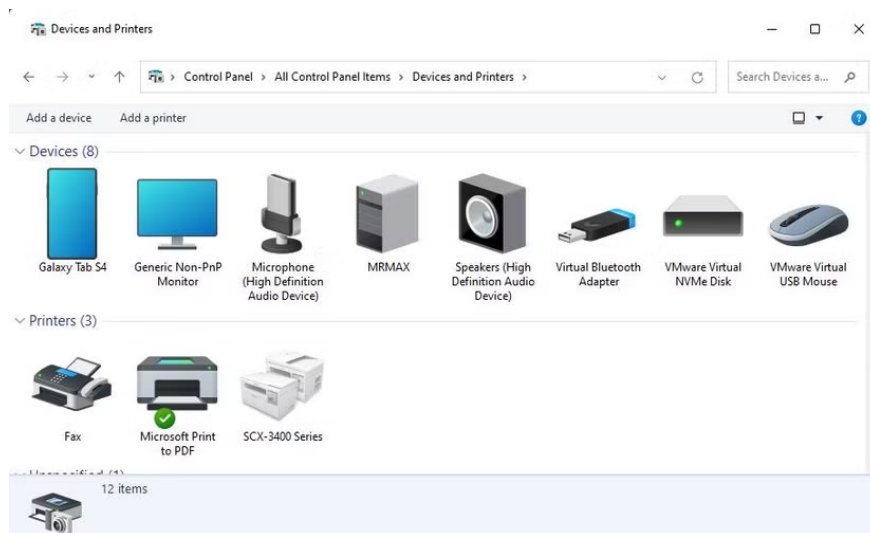 Devices and Printers
Control Panel > All Control Panel Items > Devices and Printers >
Search Devices a...
Add a device Add a printer
Devices (8)
Galaxy Tab S4
Generic Non-PnP
Monitor
Microphone
(High Definition
Audio Device)
MRMAX
Speakers (High
Definition Audio
Device)
Virtual Bluetooth
Adapter
VMware Virtual
NVMe Disk
VMware Virtual
USB Mouse
Printers (3)
Fax
Microsoft Print
to PDF
SCX-3400 Series
Unspecified (1)
12 items